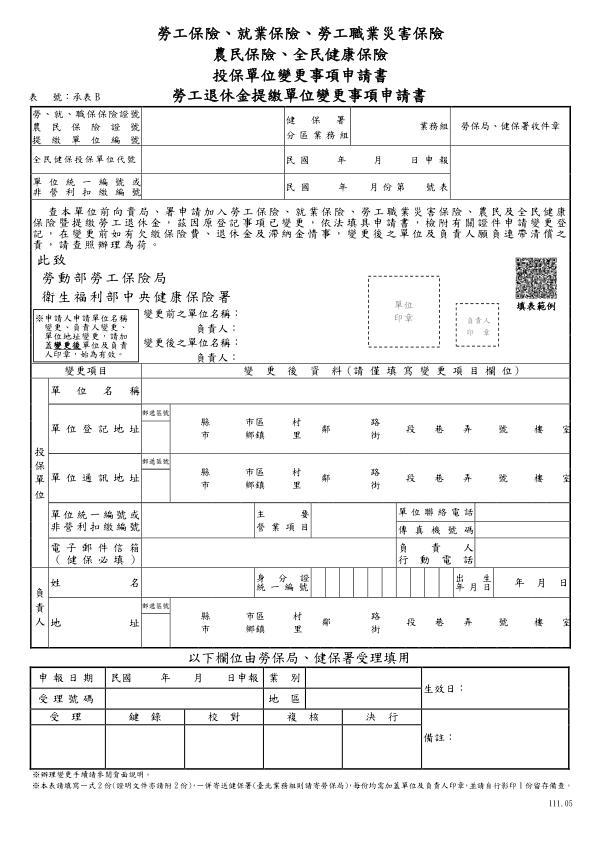 勞工保險、就業保險、勞工職業災害保險
農民保險、全民健康保險
投保單位變更事項申請書
表　號：承表B
勞工退休金提繳單位變更事項申請書
勞、就、職保保險證號
農民保險證號
提繳單位編號
健保署
分區業務組
業務組
勞保局、健保署收件章
全民健保投保單位代號
民國　年　月　日申報
單位統一編號或
非營利扣繳編號
民國　年　月份第　號表
查本單位前向貴局、署申請加入勞工保險、就業保險、勞工職業災害保險、農民及全民健康
保險暨提繳勞工退休金，茲因原登記事項已變更，依法填具申請書，檢附有關證件申請變更登
記，在變更前如有欠繳保險費、退休金及滯納金情事，變更後之單位及負責人願負連帶清償之
責，請查照辦理為荷。
此致
勞動部勞工保險局
衛生福利部中央健康保險署
單位
印章
負責人
印章
填表範例
※申請人申請單位名稱
變更、負責人變更、
單位地址變更，請加
蓋變更後單位及負責
人印章，始為有效。
變更前之單位名稱：
負責人：
變更後之單位名稱：
負責人：
變更項目
變更後資料(請僅填寫變更項目欄位)
投保單位
單位名稱
單位登記地址
郵遞區號
縣　市區　村　路
市　鄉鎮　里　鄰　街　段　巷　弄　號　樓　室
單位通訊地址
郵遞區號
縣　市區　村　路
市　鄉鎮　里　鄰　街　段　巷　弄　號　樓　室
單位統一編號或
非營利扣繳編號
主要
營業項目
單位聯絡電話
傳真機號碼
電子郵件信箱
(健保必填)
負責人
行動電話
負責人
姓名
身分證
統一編號
出生
年月日
年　月　日
地址
郵遞區號
縣　市區　村　路
市　鄉鎮　里　鄰　街　段　巷　弄　號　樓　室
以下欄位由勞保局、健保署受理填用
申報日期
民國　年　月　日申報
業別
生效日：
受理號碼
地區
受理
鍵錄
校對
複核
決行
備註：
※辦理變更手續請參閱背面說明。
※本表請填寫一式2份(證明文件亦請附2份)，一併寄送健保署(臺北業務組則請寄勞保局)，每份均需加蓋單位及負責人印章，並請自行影印1份留存備查。
111.05